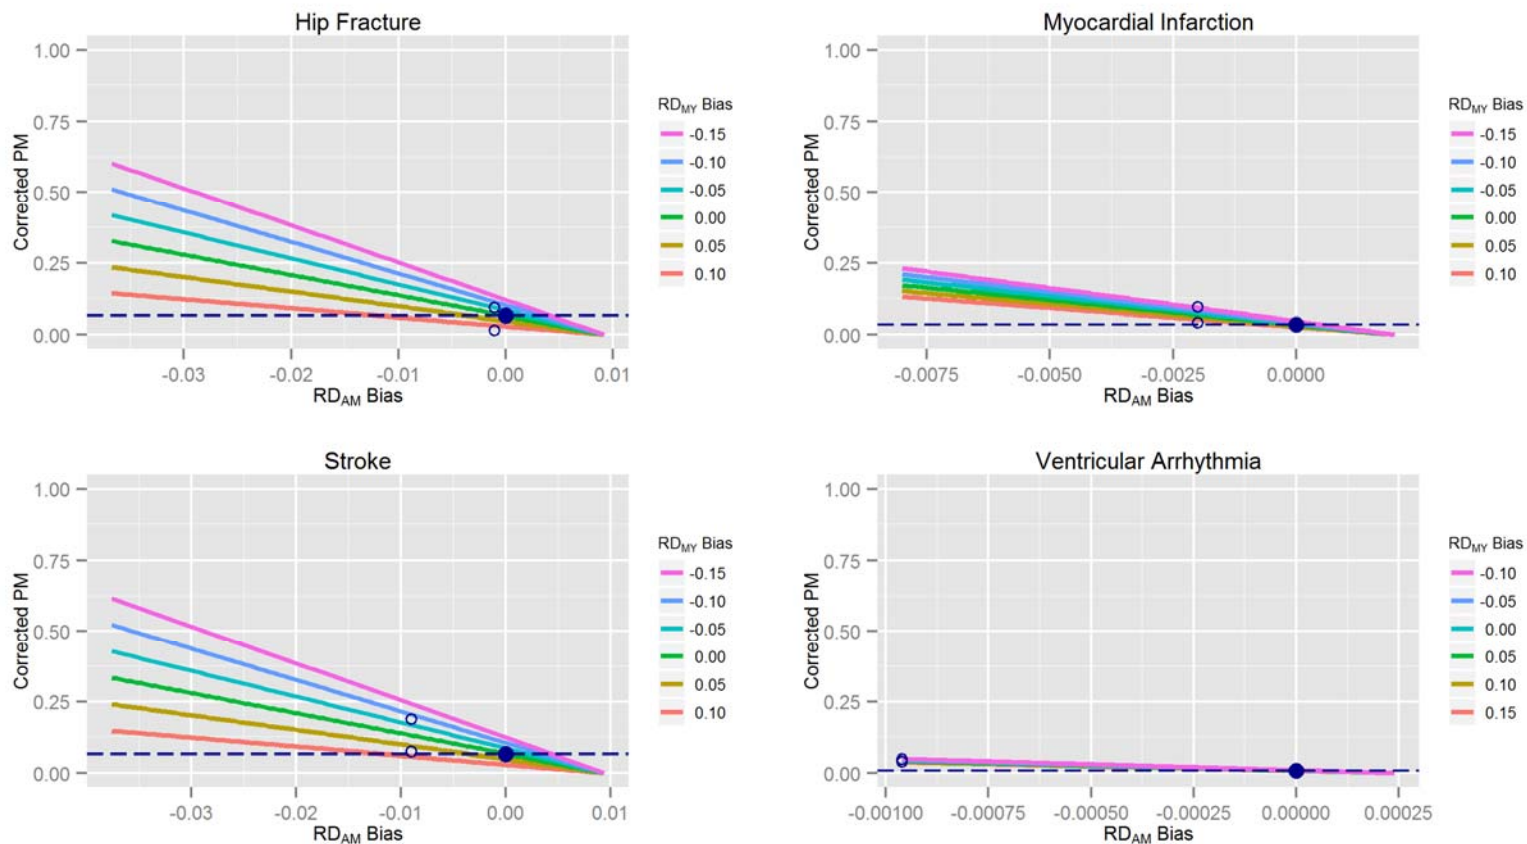 Hip Fracture
Corrected PM
1.00
0.75
0.50
0.25
0.00
-0.03 -0.02 -0.01 0.00 0.01
RDAM Bias
RDMY Bias
-0.15
-0.10
-0.05
0.00
0.05
0.10
Myocardial Infarction
Corrected PM
1.00
0.75
0.50
0.25
0.00
-0.0075 -0.0050 -0.0025 0.0000
RDAM Bias
RDMY Bias
-0.15
-0.10
-0.05
0.00
0.05
0.10
Stroke
Corrected PM
1.00
0.75
0.50
0.25
0.00
-0.03 -0.02 -0.01 0.00 0.01
RDAM Bias
RDMY Bias
-0.15
-0.10
-0.05
0.00
0.05
0.10
Ventricular Arrhythmia
Corrected PM
1.00
0.75
0.50
0.25
0.00
-0.00100 -0.00075 -0.00050 -0.00025 0.00000 0.00025
RDAM Bias
RDMY Bias
-0.10
-0.05
0.00
0.05
0.10
0.15